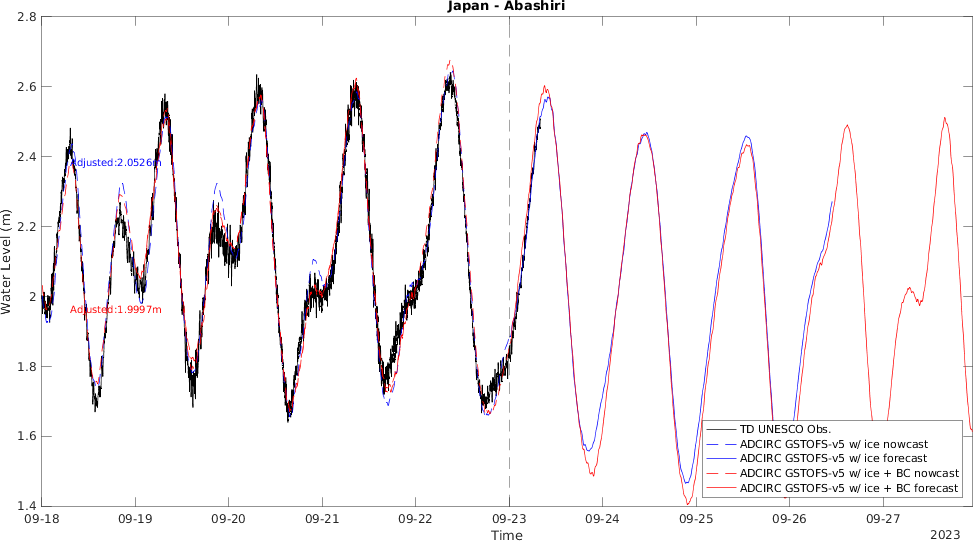 Japan - Abashiri
2.8
2.6
2.4
2.2
2
1.8
1.6
1.4
Water Level (m)
Adjusted:2.0526m
Adjusted:1.9997m
TD UNESCO Obs.
ADCIRC GSTOFS-v5 w/ ice nowcast
ADCIRC GSTOFS-v5 w/ ice forecast
ADCIRC GSTOFS-v5 w/ ice + BC nowcast
ADCIRC GSTOFS-v5 w/ ice + BC forecast
09-18 09-19 09-20 09-21 09-22 09-23 09-24 09-25 09-26 09-27
Time
2023